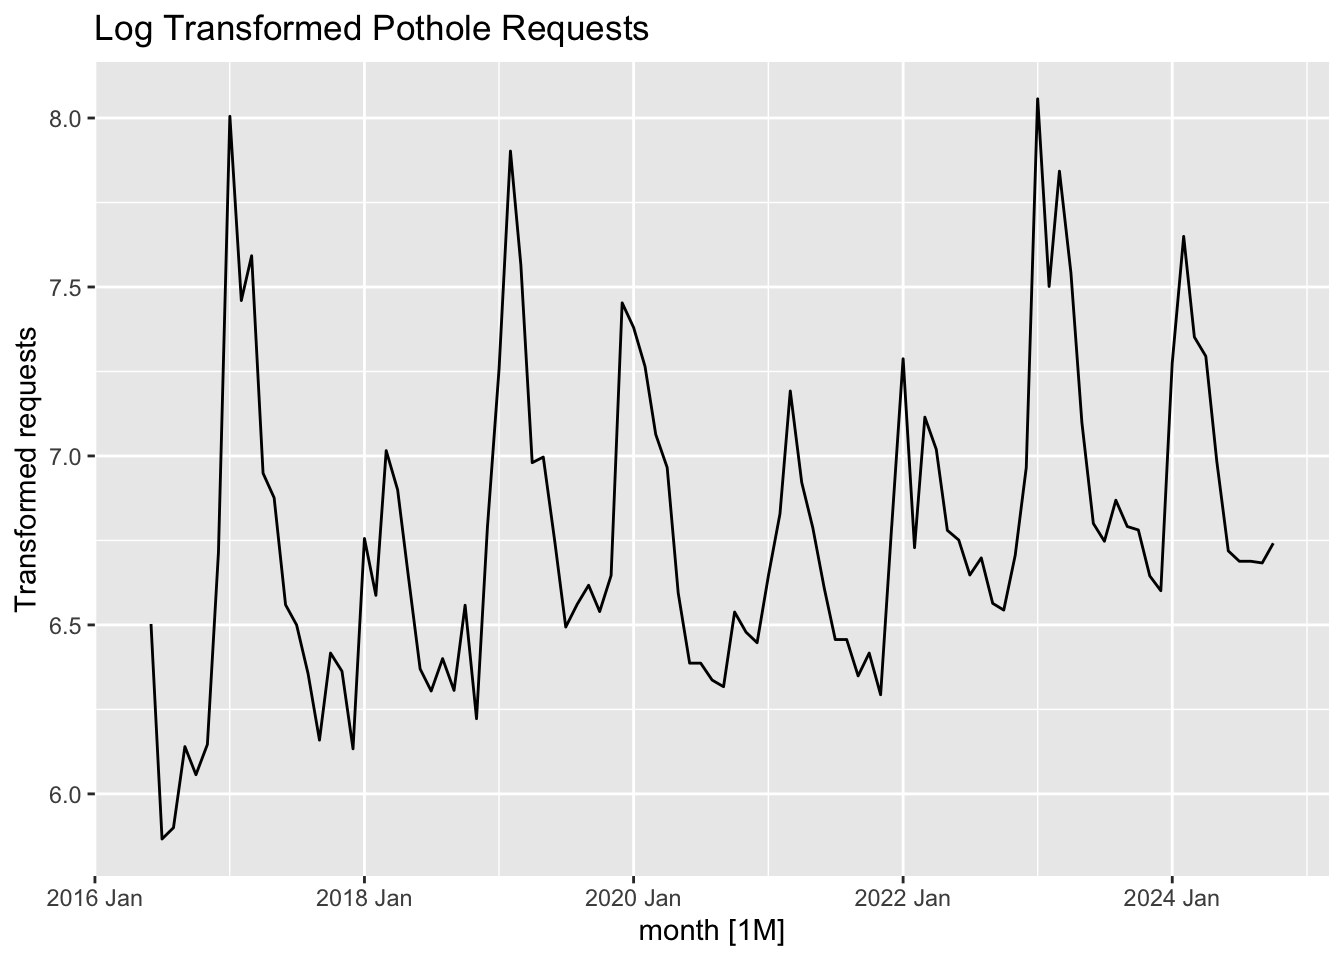 Log Transformed Pothole Requests
8.0
7.5
7.0
6.5
6.0
Transformed requests
2016 Jan
2018 Jan
2020 Jan
2022 Jan
2024 Jan
month [1M]